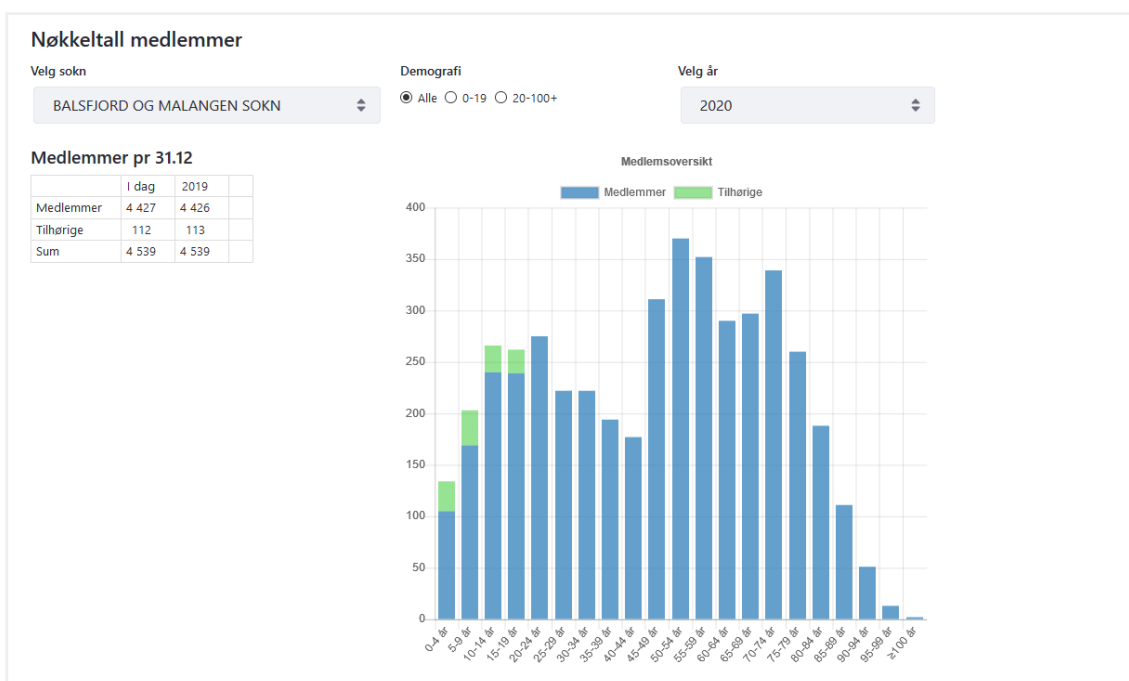 Nøkkeltall medlemmer
Velg sokn
Demografi
Velg år
BALSFJORD OG MALANGEN SOKN
Alle 0-19 20-100+
2020
Medlemmer pr 31.12
I dag 2019
Medlemmer 4 427 4 426
Tilhørige 112 113
Sum 4 539 4 539
Medlemsoversikt
Medlemmer Tilhørige
400
350
300
250
200
150
100
50
0
0-4 år
5-9 år
10-14 år
15-19 år
20-24 år
25-29 år
30-34 år
35-39 år
40-44 år
45-49 år
50-54 år
55-59 år
60-64 år
65-69 år
70-74 år
75-79 år
80-84 år
85-89 år
90-94 år
95-99 år
≥100 år